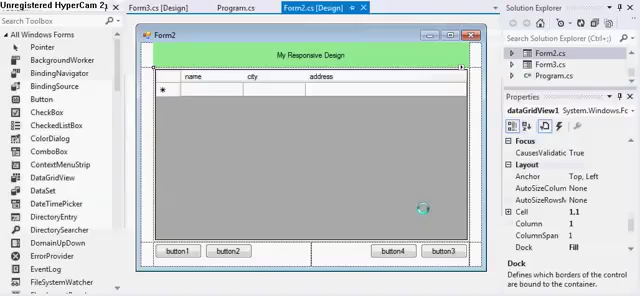 Unregistered HyperCam 2
Form3.cs [Design]
Program.cs
Form2.cs [Design]
Solution Explorer
Search Solution Explorer (Ctrl+;)
Form2.cs
Form3.cs
Program.cs
All Windows Forms
Pointer
BackgroundWorker
BindingNavigator
BindingSource
Button
CheckBox
CheckedListBox
ColorDialog
ComboBox
ContextMenuStrip
DataGridView
DataSet
DateTimePicker
DirectoryEntry
DirectorySearcher
DomainUpDown
ErrorProvider
EventLog
FileSystemWatcher
Form2
My Responsive Design
name city address
button1 button2 button4 button3
Properties
dataGridView1 System.Windows.Fc
Focus
CausesValidatic True
Layout
Anchor Top, Left
AutoSizeColum None
AutoSizeRowsM None
Cell 1,1
Column 1
ColumnSpan 1
Dock Fill
Dock
Defines which borders of the control
are bound to the container.